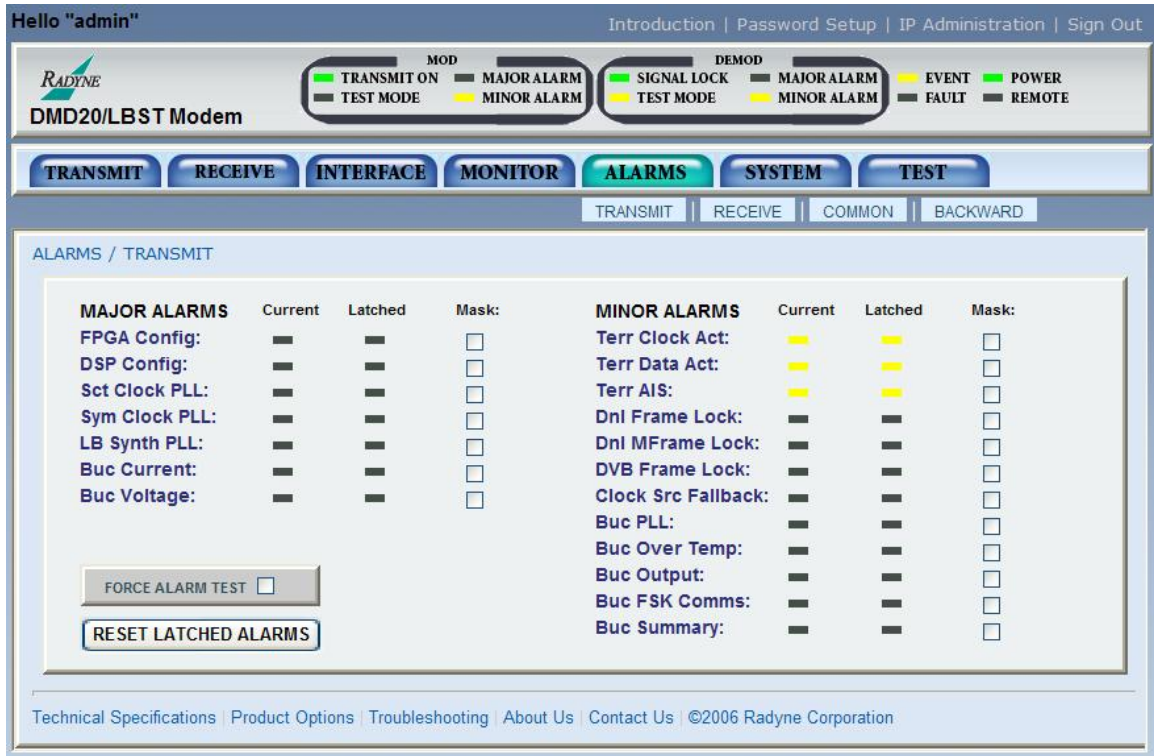 Hello "admin"
Introduction | Password Setup | IP Administration | Sign Out
RADYNE
DMD20/LBST Modem
MOD
TRANSMIT ON MAJOR ALARM
TEST MODE MINOR ALARM
DEMOD
SIGNAL LOCK MAJOR ALARM
TEST MODE MINOR ALARM
EVENT POWER
FAULT REMOTE
TRANSMIT RECEIVE INTERFACE MONITOR ALARMS SYSTEM TEST
TRANSMIT | RECEIVE | COMMON | BACKWARD
ALARMS / TRANSMIT
MAJOR ALARMS Current Latched Mask:
FPGA Config:
DSP Config:
Sct Clock PLL:
Sym Clock PLL:
LB Synth PLL:
Buc Current:
Buc Voltage:
FORCE ALARM TEST
RESET LATCHED ALARMS
MINOR ALARMS Current Latched Mask:
Terr Clock Act:
Terr Data Act:
Terr AIS:
Dnl Frame Lock:
Dnl MFrame Lock:
DVB Frame Lock:
Clock Src Fallback:
Buc PLL:
Buc Over Temp:
Buc Output:
Buc FSK Comms:
Buc Summary:
Technical Specifications | Product Options | Troubleshooting | About Us | Contact Us | ©2006 Radyne Corporation